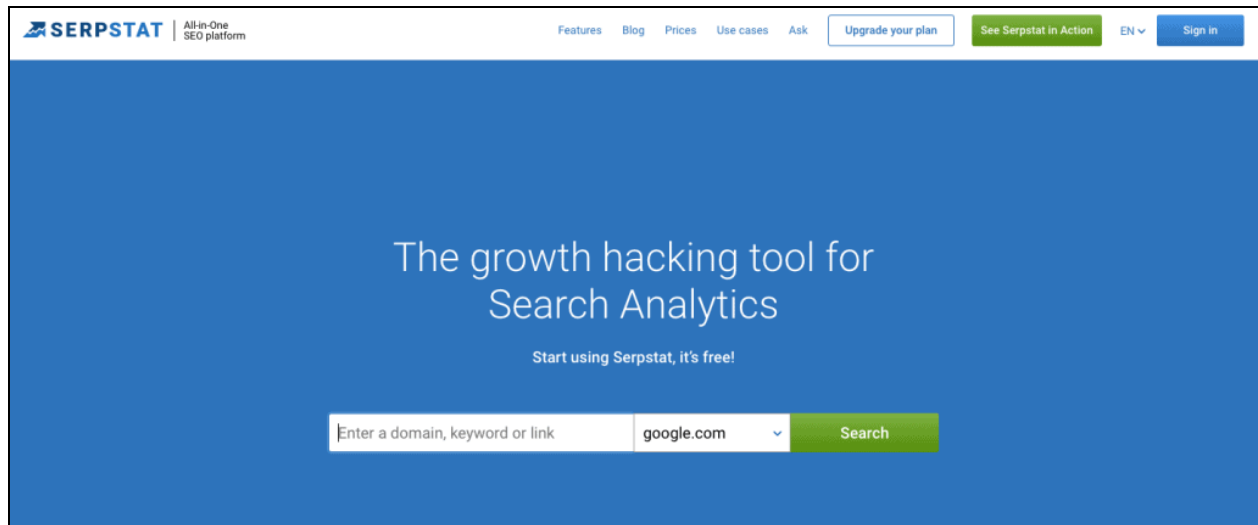 SERPSTAT
All-in-One
SEO platform
Features Blog Prices Use cases Ask Upgrade your plan See Serpstat in Action EN Sign in
The growth hacking tool for
Search Analytics
Start using Serpstat, it's free!
Enter a domain, keyword or link google.com Search